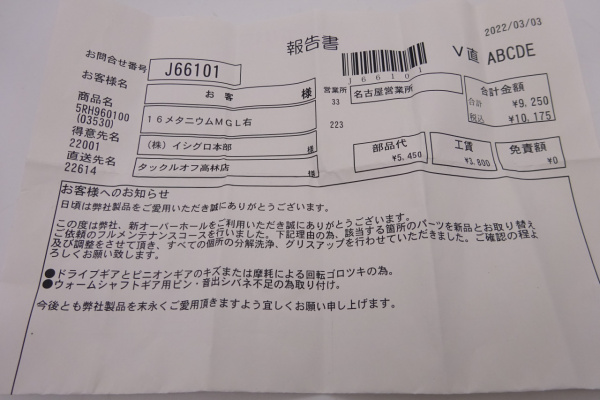 2022/03/03
報告書
お問合せ番号 J66101
J66101
V直 ABCDE
お客様名 お客 様
営業所 名古屋営業所
33
合計金額
合計 ¥9,250
税込 ¥10,175
商品名 16メタニウムMGL右
5RH960100
(03530)
223
得意先名 (株)イシグロ本部 様
22001
直送先名 タックルオフ高林店 様
22614
部品代 工賃 免責額
¥5,450 ¥3,800 ¥0
お客様へのお知らせ
日頃は弊社製品をご愛用いただき誠にありがとうございます。
この度は弊社、新オーバーホールをご利用いただき誠にありがとうございます。
ご依頼のフルメンテナンスコースを行いました。下記理由の為、該当する箇所のパーツを新品とお取り替え
及び調整をさせて頂き、すべての個所の分解洗浄、グリスアップを行わせていただきました。ご確認の程よ
ろしくお願い致します。
●ドライブギアとピニオンギアのキズまたは摩耗による回転ゴロツキの為。
●ウォームシャフトギア用ピン・音出シバネ不足の為取り付け。
今後とも弊社製品を末永くご愛用頂きますよう宜しくお願い申し上げます。